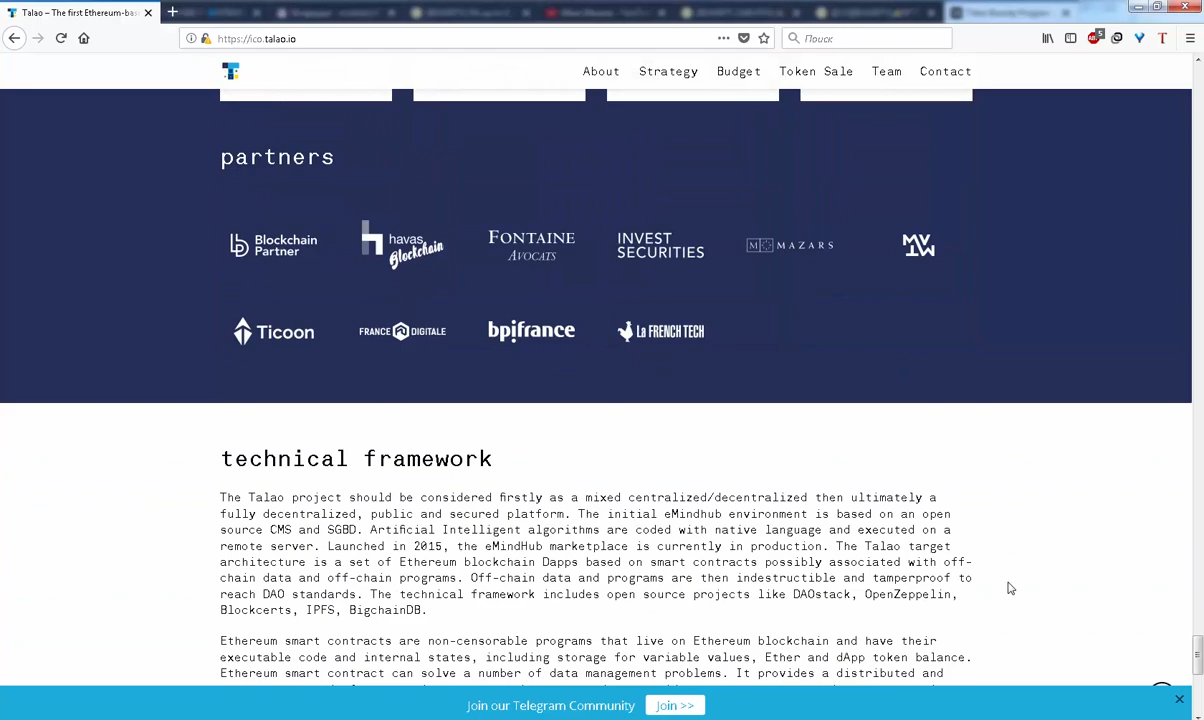 Talao – The first Ethereum-bas
https://ico.talao.io
Поиск
5
T
About Strategy Budget Token Sale Team Contact
partners
Blockchain Partner
havas Blockchain
FONTAINE AVOCATS
INVEST SECURITIES
MAZARS
Ticoon
FRANCE DIGITALE
bpifrance
La FRENCH TECH
technical framework
The Talao project should be considered firstly as a mixed centralized/decentralized then ultimately a
fully decentralized, public and secured platform. The initial eMindhub environment is based on an open
source CMS and SGBD. Artificial Intelligent algorithms are coded with native language and executed on a
remote server. Launched in 2015, the eMindHub marketplace is currently in production. The Talao target
architecture is a set of Ethereum blockchain Dapps based on smart contracts possibly associated with off-
chain data and off-chain programs. Off-chain data and programs are then indestructible and tamperproof to
reach DAO standards. The technical framework includes open source projects like DAOstack, OpenZeppelin,
Blockcerts, IPFS, BigchainDB.
Ethereum smart contracts are non-censorable programs that live on Ethereum blockchain and have their
executable code and internal states, including storage for variable values, Ether and dApp token balance.
Ethereum smart contract can solve a number of data management problems. It provides a distributed and
Join our Telegram Community Join >>